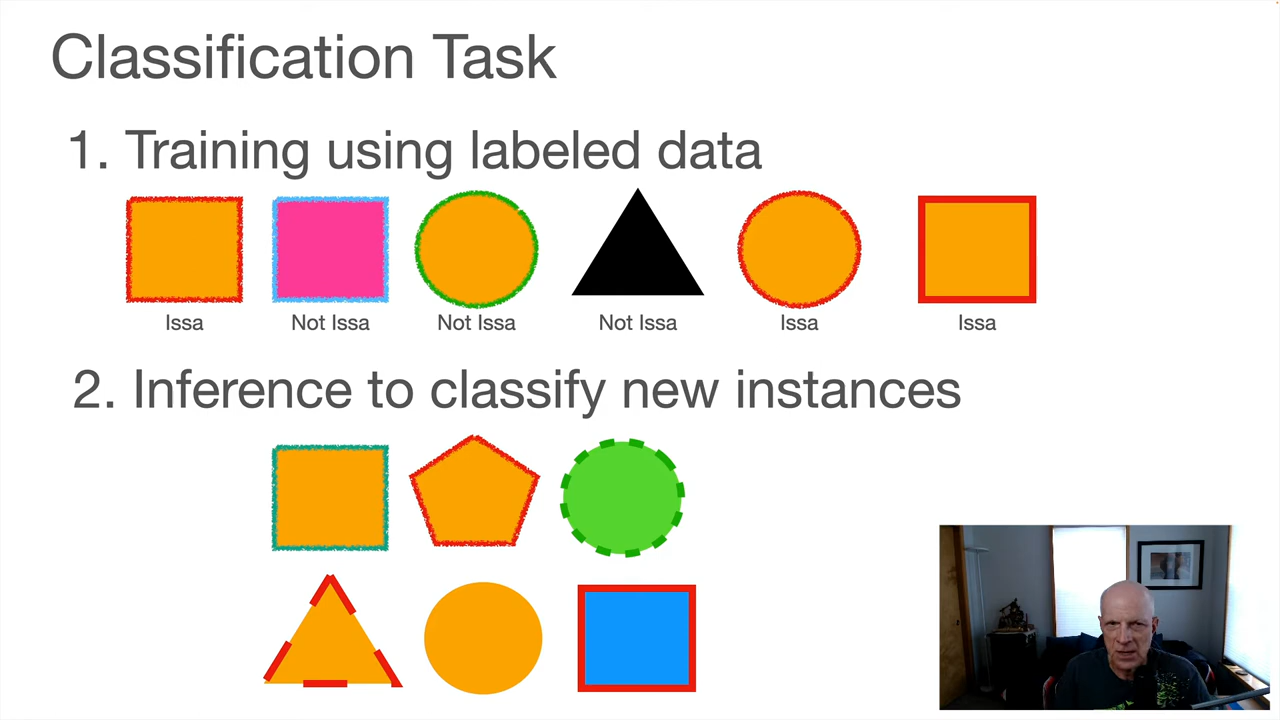 Classification Task
1. Training using labeled data
Issa
Not Issa
Not Issa
Not Issa
Issa
Issa
2. Inference to classify new instances